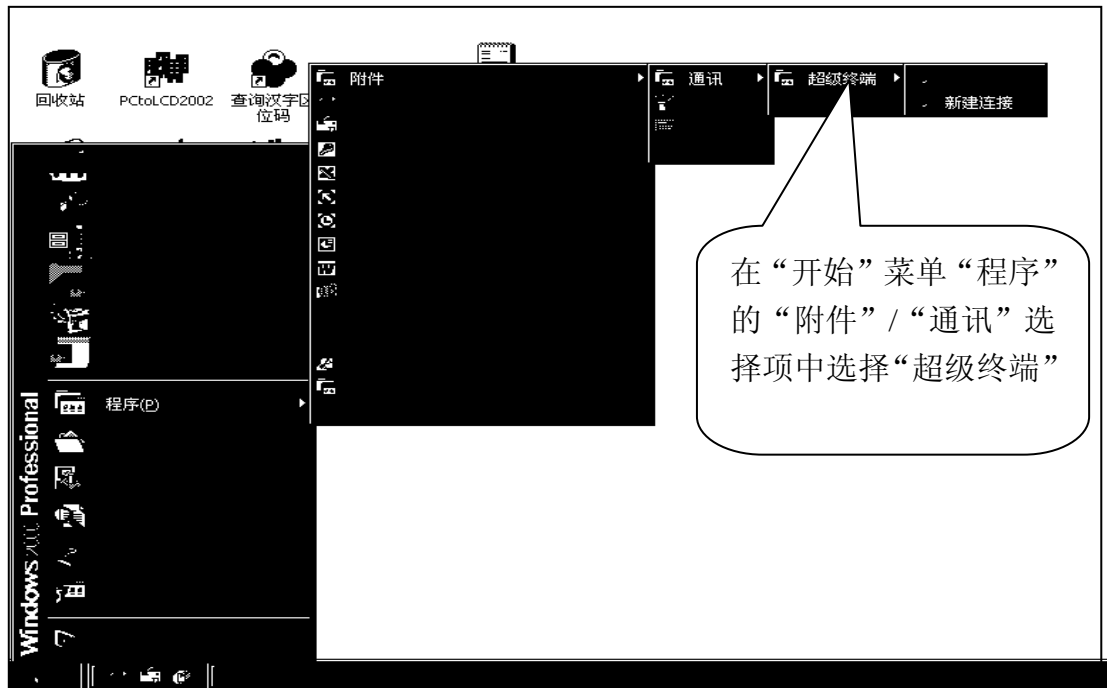 回收站
PCtoLCD2002
查询汉字区
位码
附件
通讯
超级终端
新建连接
在“开始”菜单“程序”
的“附件”/“通讯”选
择项中选择“超级终端”
程序(P)
Windows 2000 Professional